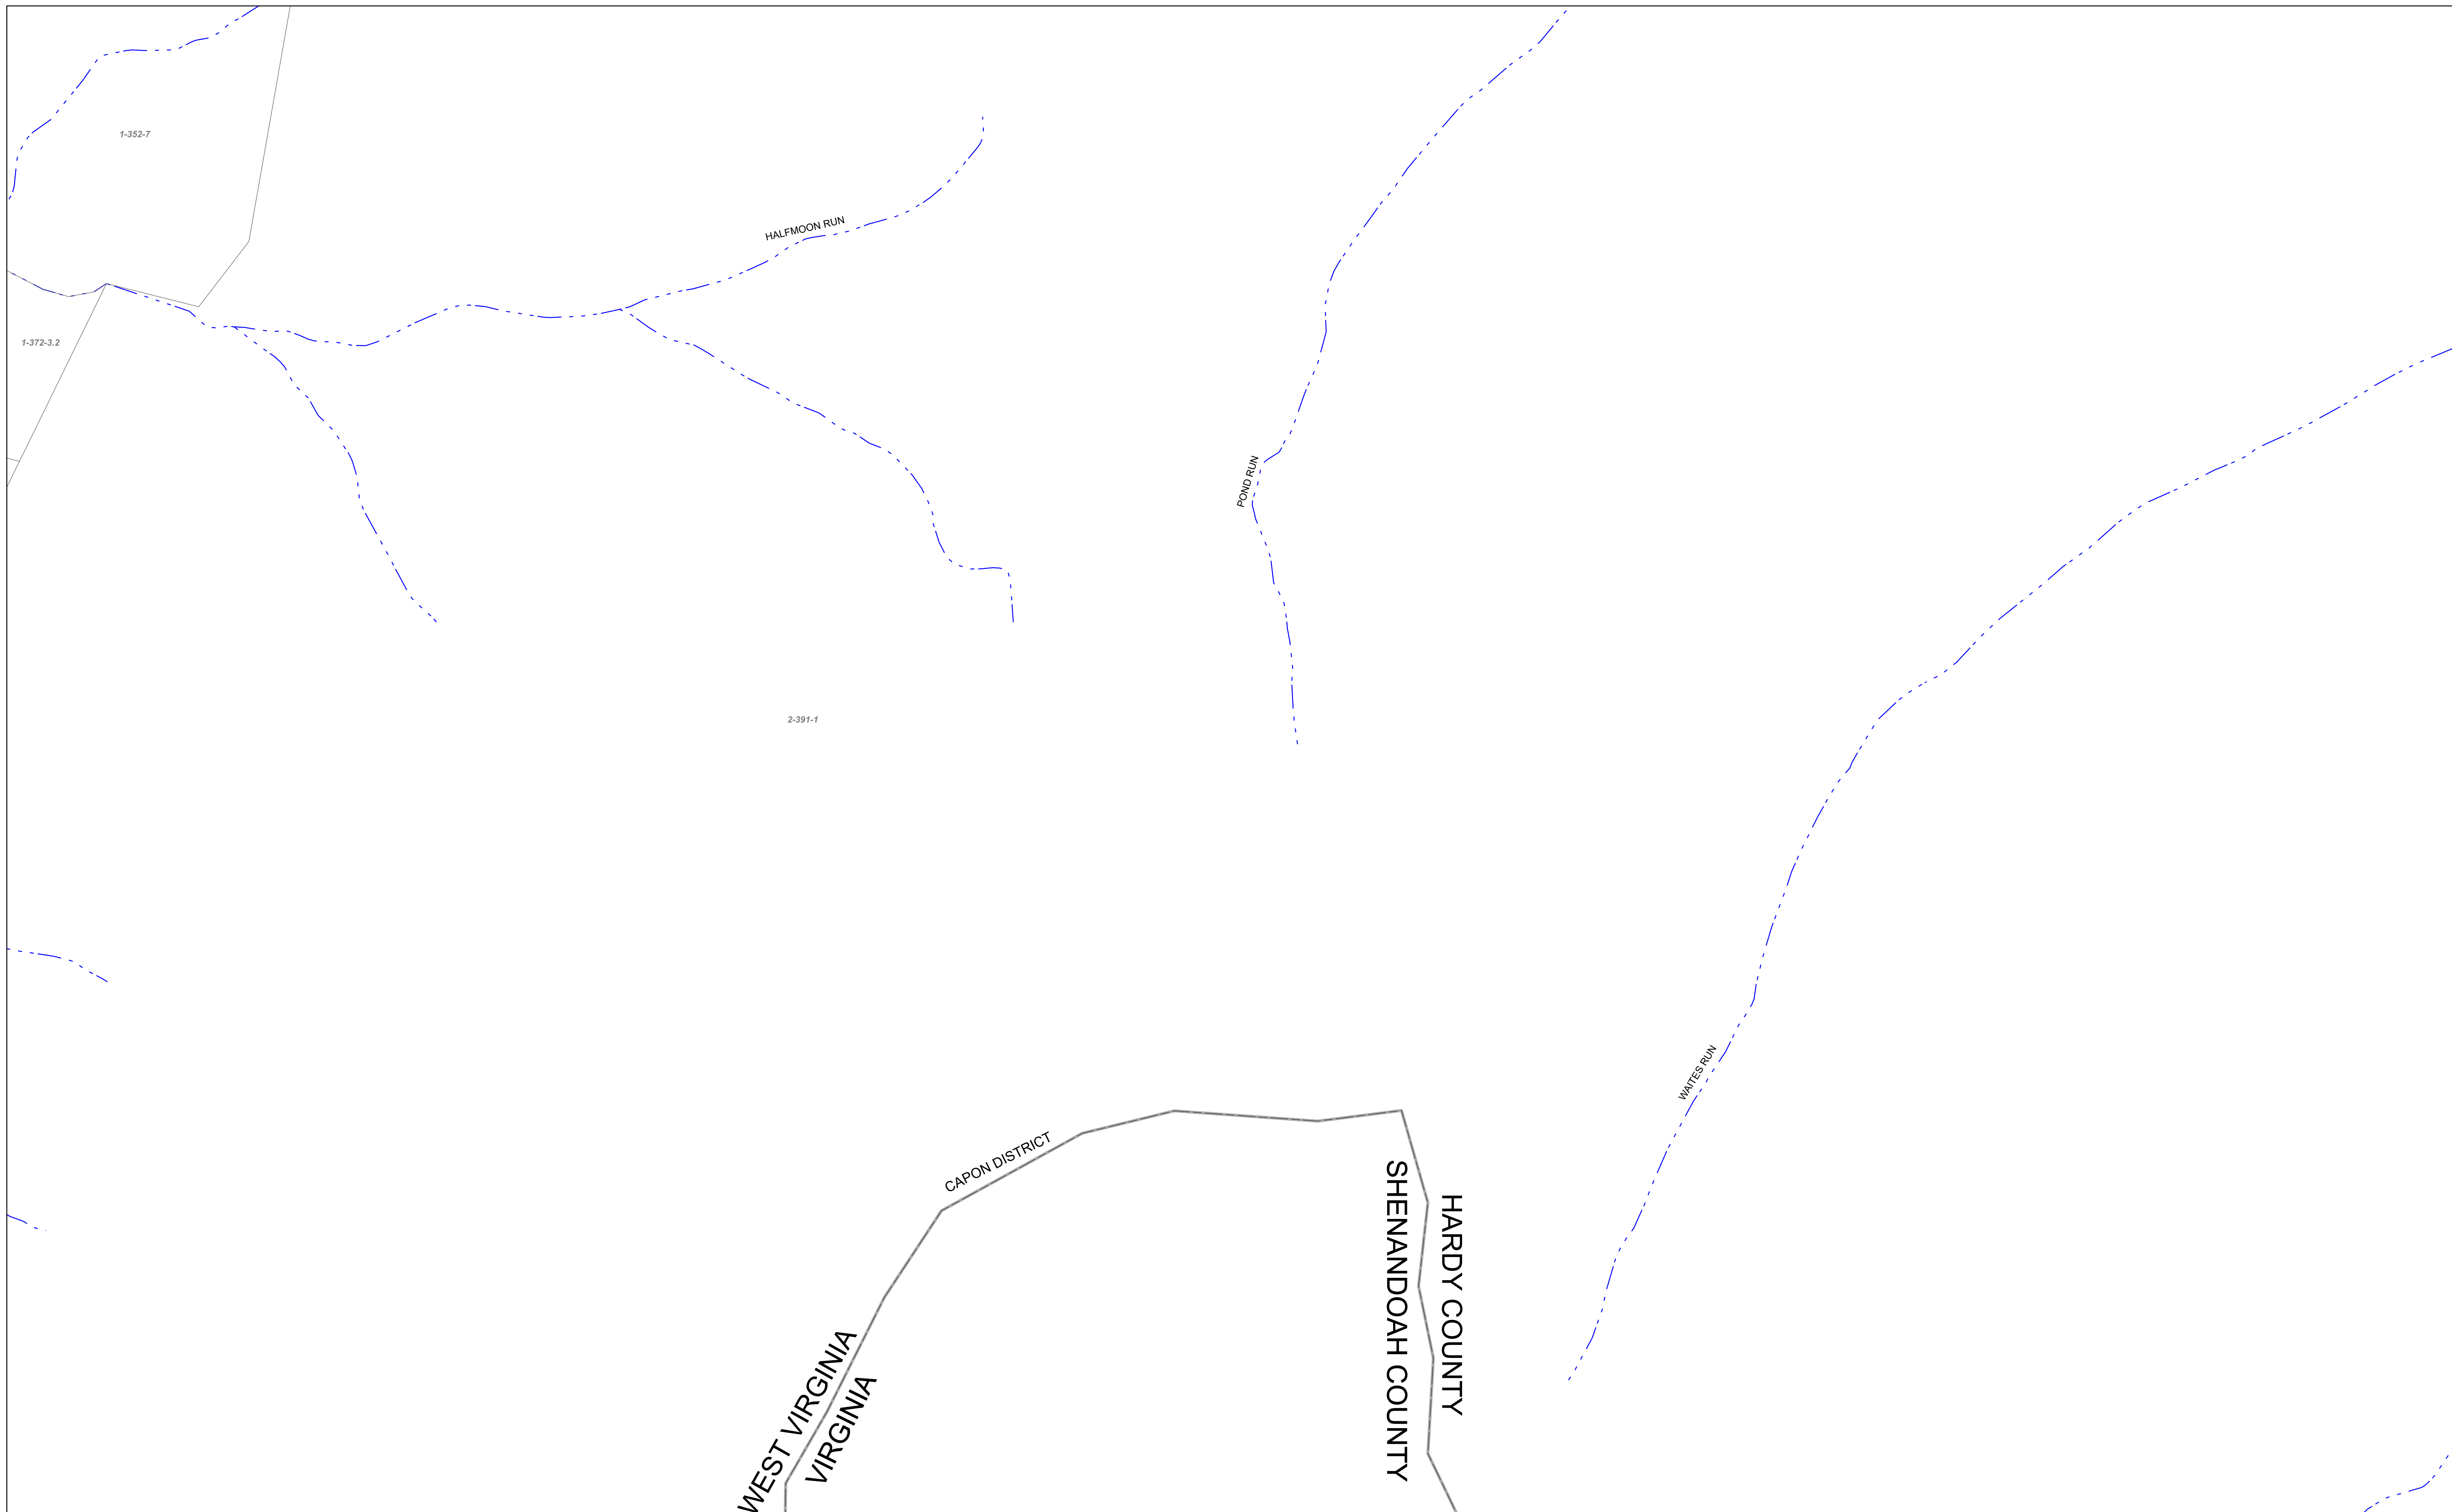 1-352-7
HALFMOON RUN
1-372-3.2
POND RUN
2-391-1
WAITES RUN
CAPON DISTRICT
SHENANDOAH COUNTY
HARDY COUNTY
WEST VIRGINIA
VIRGINIA